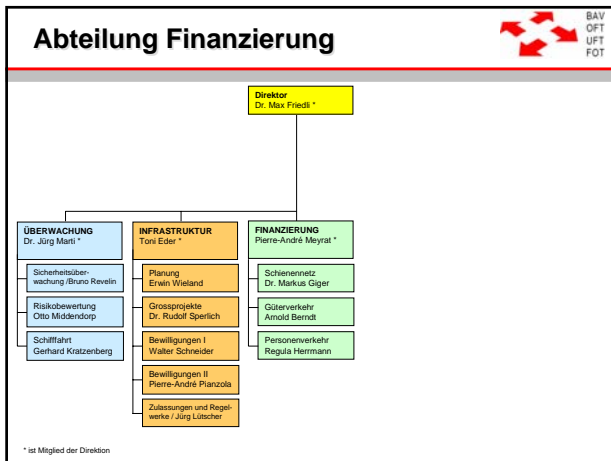 Abteilung Finanzierung
BAV
OFT
UFT
FOT
Direktor
Dr. Max Friedli *
ÜBERWACHUNG
Dr. Jürg Marti *
Sicherheitsüber-
wachung /Bruno Revelin
Risikobewertung
Otto Middendorp
Schifffahrt
Gerhard Kratzenberg
INFRASTRUKTUR
Toni Eder *
Planung
Erwin Wieland
Grossprojekte
Dr. Rudolf Sperlich
Bewilligungen I
Walter Schneider
Bewilligungen II
Pierre-André Pianzola
Zulassungen und Regel-
werke / Jürg Lütscher
FINANZIERUNG
Pierre-André Meyrat *
Schienennetz
Dr. Markus Giger
Güterverkehr
Arnold Berndt
Personenverkehr
Regula Herrmann
* ist Mitglied der Direktion